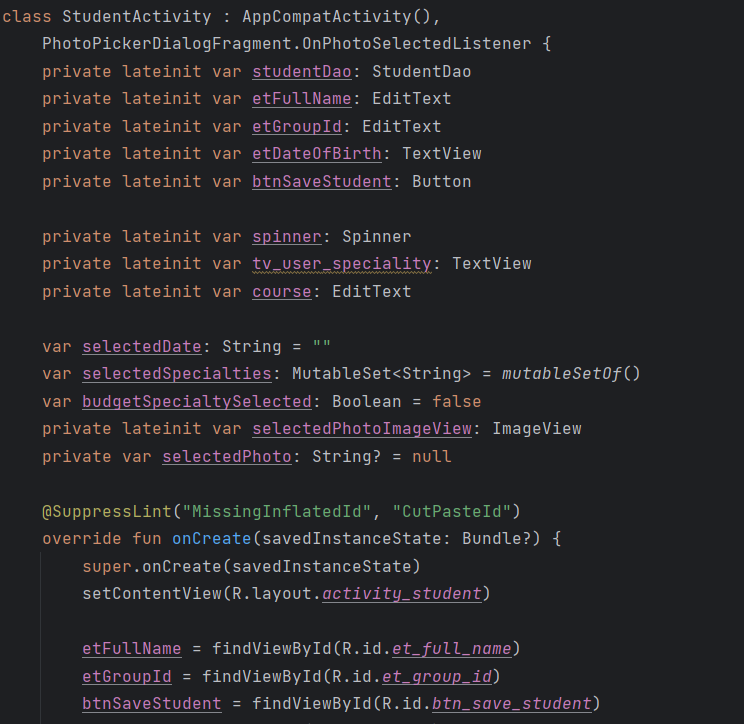 class StudentActivity : AppCompatActivity(),
    PhotoPickerDialogFragment.OnPhotoSelectedListener {
    private lateinit var studentDao: StudentDao
    private lateinit var etFullName: EditText
    private lateinit var etGroupId: EditText
    private lateinit var etDateOfBirth: TextView
    private lateinit var btnSaveStudent: Button

    private lateinit var spinner: Spinner
    private lateinit var tv_user_speciality: TextView
    private lateinit var course: EditText

    var selectedDate: String = ""
    var selectedSpecialties: MutableSet<String> = mutableSetOf()
    var budgetSpecialtySelected: Boolean = false
    private lateinit var selectedPhotoImageView: ImageView
    private var selectedPhoto: String? = null

    @SuppressLint("MissingInflatedId", "CutPasteId")
    override fun onCreate(savedInstanceState: Bundle?) {
        super.onCreate(savedInstanceState)
        setContentView(R.layout.activity_student)

        etFullName = findViewById(R.id.et_full_name)
        etGroupId = findViewById(R.id.et_group_id)
        btnSaveStudent = findViewById(R.id.btn_save_student)